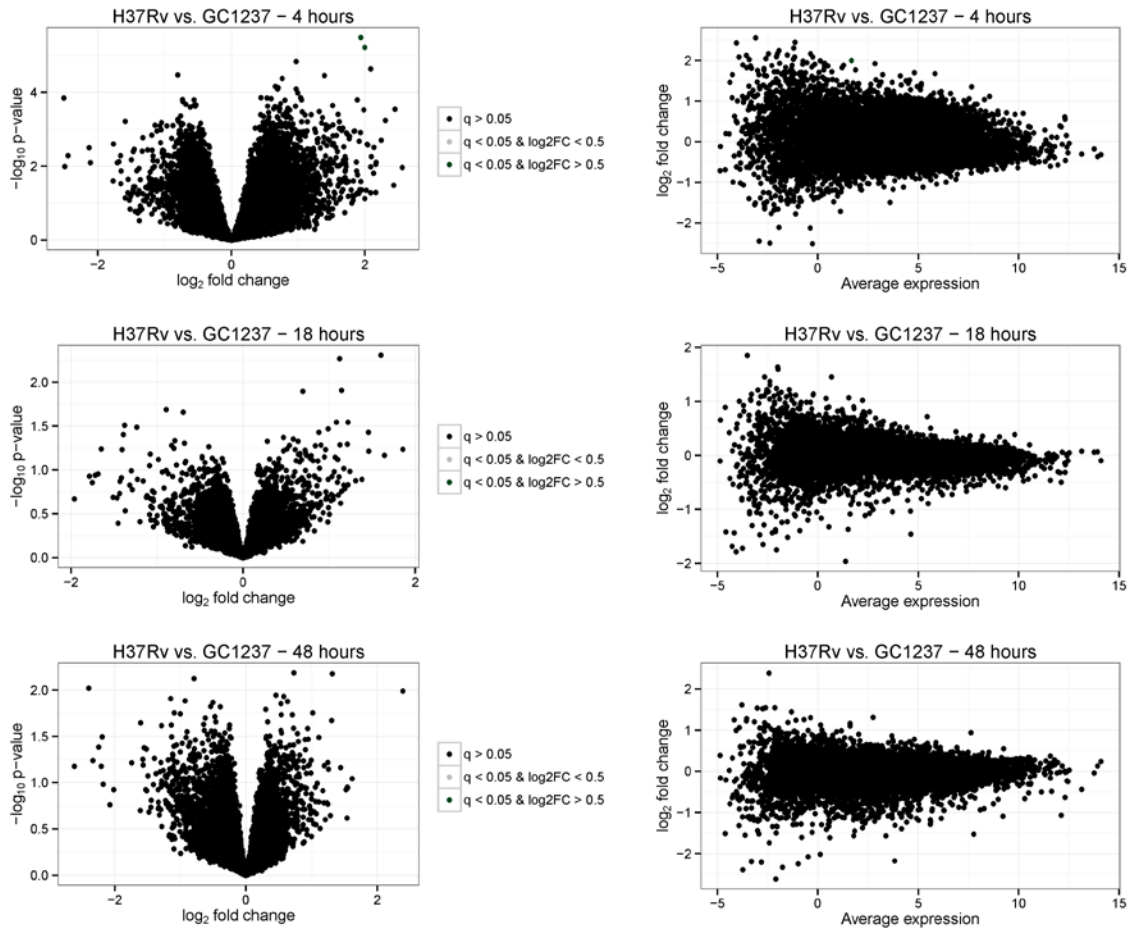 H37Rv vs. GC1237 − 4 hours
−log10 p−value
4
2
0
−2
0
2
log2 fold change
q > 0.05
q < 0.05 & log2FC < 0.5
q < 0.05 & log2FC > 0.5
H37Rv vs. GC1237 − 4 hours
log2 fold change
2
1
0
−1
−2
−5
0
5
10
15
Average expression
H37Rv vs. GC1237 − 18 hours
−log10 p−value
2.0
1.5
1.0
0.5
0.0
−2
0
2
log2 fold change
q > 0.05
q < 0.05 & log2FC < 0.5
q < 0.05 & log2FC > 0.5
H37Rv vs. GC1237 − 18 hours
log2 fold change
2
1
0
−1
−2
−5
0
5
10
15
Average expression
H37Rv vs. GC1237 − 48 hours
−log10 p−value
2.0
1.5
1.0
0.5
0.0
−2
0
2
log2 fold change
q > 0.05
q < 0.05 & log2FC < 0.5
q < 0.05 & log2FC > 0.5
H37Rv vs. GC1237 − 48 hours
log2 fold change
2
1
0
−1
−2
−5
0
5
10
15
Average expression